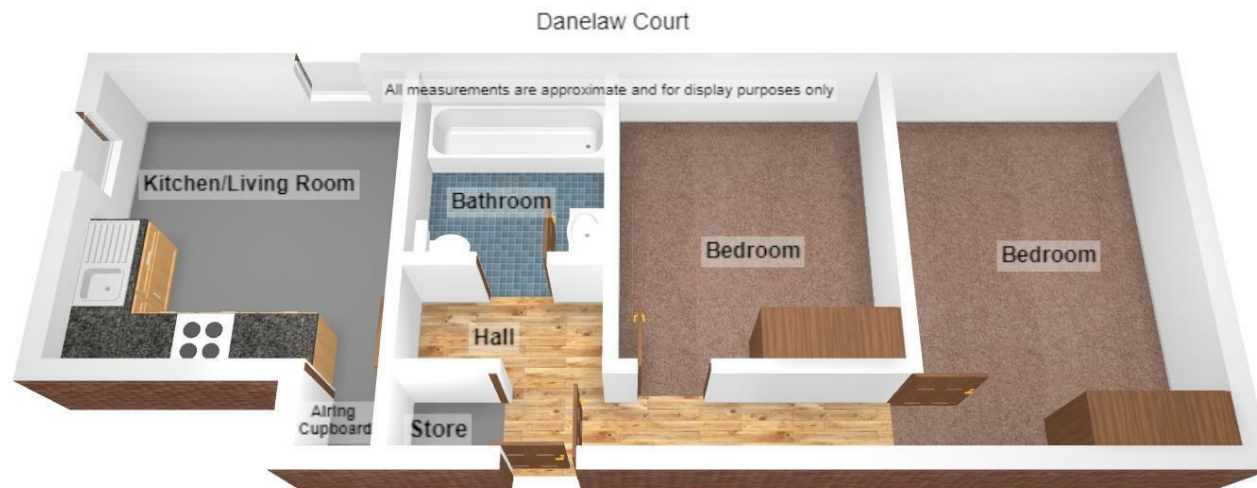 Danelaw Court
All measurements are approximate and for display purposes only
Kitchen/Living Room
Bathroom
Bedroom
Bedroom
Hall
Airing
Cupboard
Store